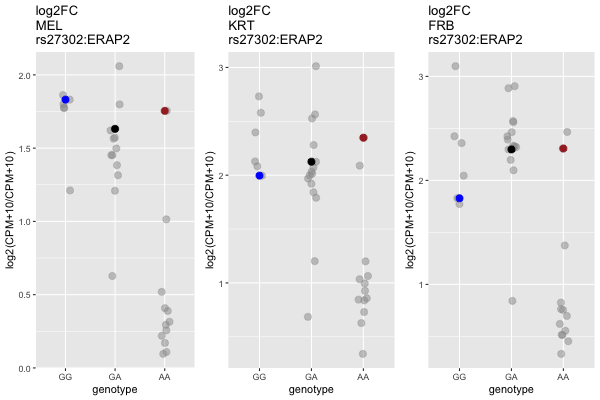 log2FC
MEL
rs27302:ERAP2
log2(CPM+10/CPM+10)
2.0
1.5
1.0
0.5
0.0
GG GA AA
genotype
log2FC
KRT
rs27302:ERAP2
log2(CPM+10/CPM+10)
3
2
1
GG GA AA
genotype
log2FC
FRB
rs27302:ERAP2
log2(CPM+10/CPM+10)
3
2
1
GG GA AA
genotype